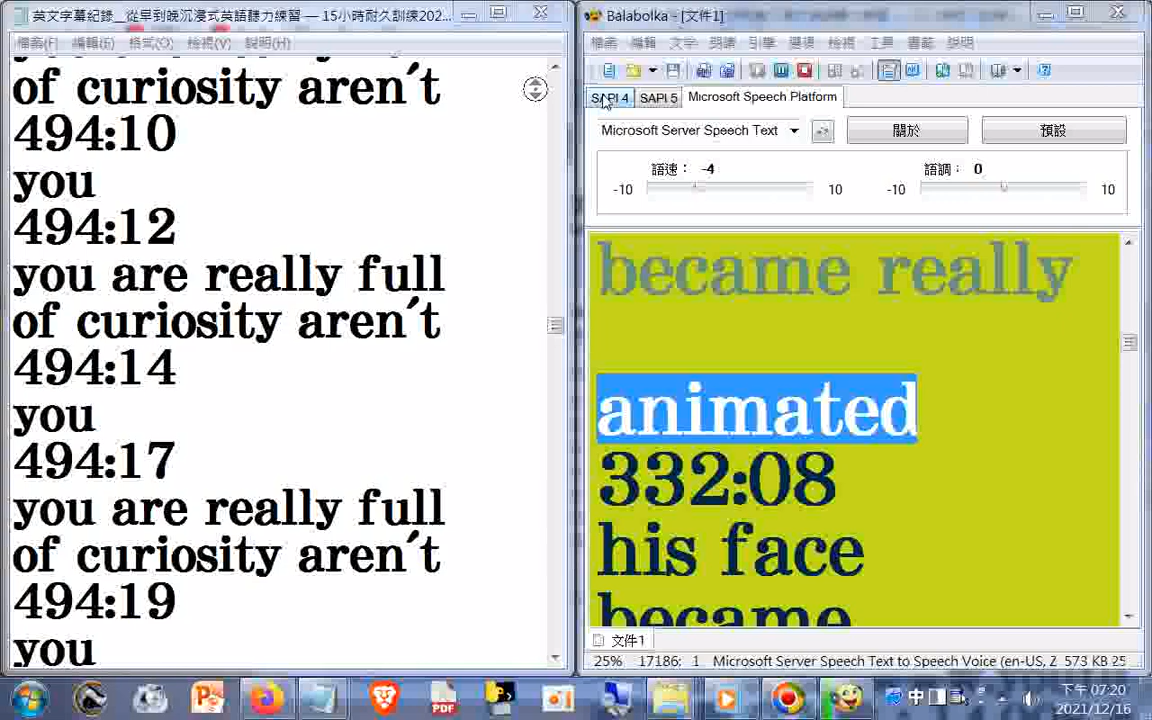 英文字幕紀錄__從早到晚沉浸式英語聽力練習 — 15小時耐久訓練202...
檔案(F) 編輯(E) 格式(O) 檢視(V) 說明(H)
of curiosity aren't
494:10
you
494:12
you are really full
of curiosity aren't
494:14
you
494:17
you are really full
of curiosity aren't
494:19
you
Balabolka - [文件1]
檔案 編輯 文字 朗讀 引擎 選項 檢視 工具 書籤 說明
SAPI 4 SAPI 5 Microsoft Speech Platform
Microsoft Server Speech Text 關於 預設
語速： -4 語調： 0
-10 10 -10 10
became really
animated
332:08
his face
became
文件1
25% 17186: 1 Microsoft Server Speech Text to Speech Voice (en-US, Z 573 KB 25
PDF 中 下午 07:20
2021/12/16